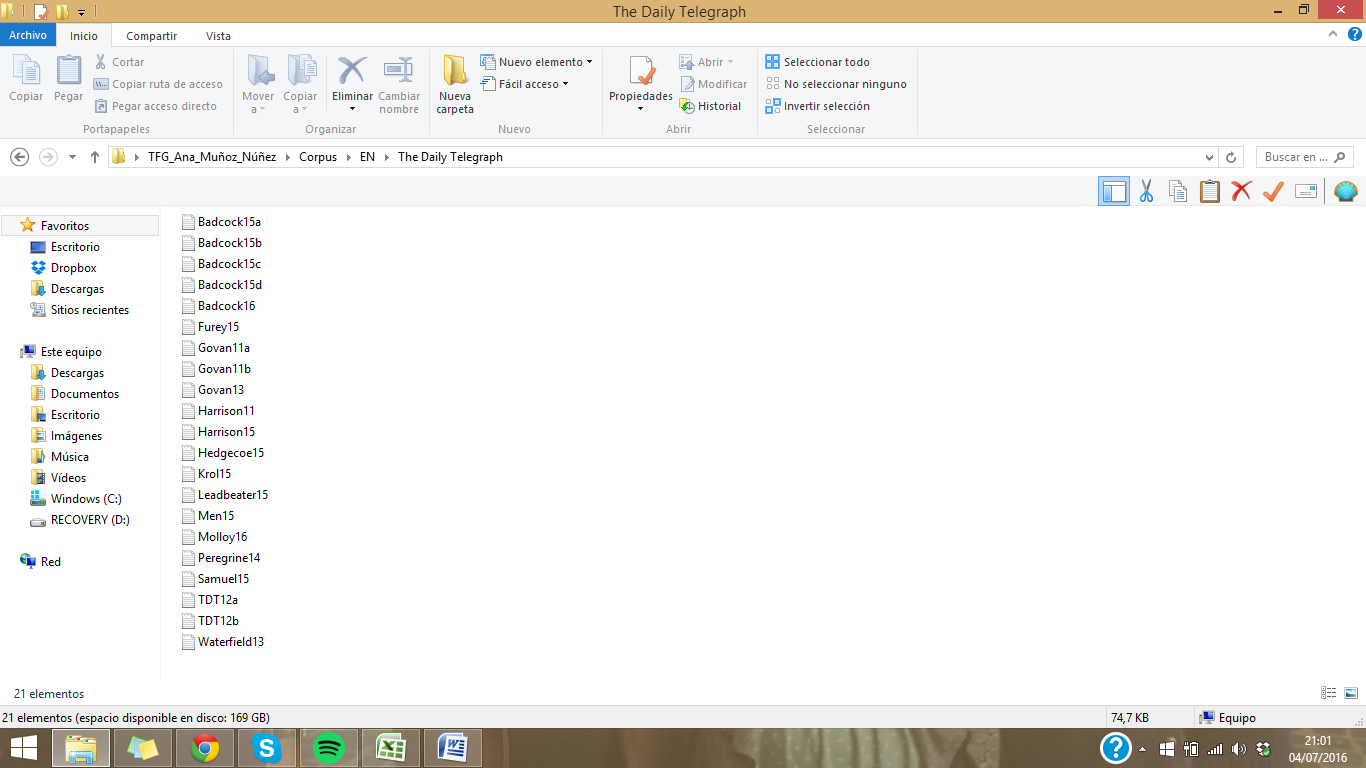 The Daily Telegraph
Archivo Inicio Compartir Vista
Copiar
Pegar
Cortar
Copiar ruta de acceso
Pegar acceso directo
Portapapeles
Mover a
Copiar a
Eliminar
Cambiar nombre
Organizar
Nueva carpeta
Nuevo elemento
Fácil acceso
Nuevo
Propiedades
Abrir
Modificar
Historial
Abrir
Seleccionar todo
No seleccionar ninguno
Invertir selección
Seleccionar
TFG_Ana_Muñoz_Núñez Corpus EN The Daily Telegraph
Buscar en ...
Favoritos
Escritorio
Dropbox
Descargas
Sitios recientes
Este equipo
Descargas
Documentos
Escritorio
Imágenes
Música
Vídeos
Windows (C:)
RECOVERY (D:)
Red
Badcock15a
Badcock15b
Badcock15c
Badcock15d
Badcock16
Furey15
Govan11a
Govan11b
Govan13
Harrison11
Harrison15
Hedgecoe15
Krol15
Leadbeater15
Men15
Molloy16
Peregrine14
Samuel15
TDT12a
TDT12b
Waterfield13
21 elementos
21 elementos (espacio disponible en disco: 169 GB)
74,7 KB
Equipo
21:01
04/07/2016